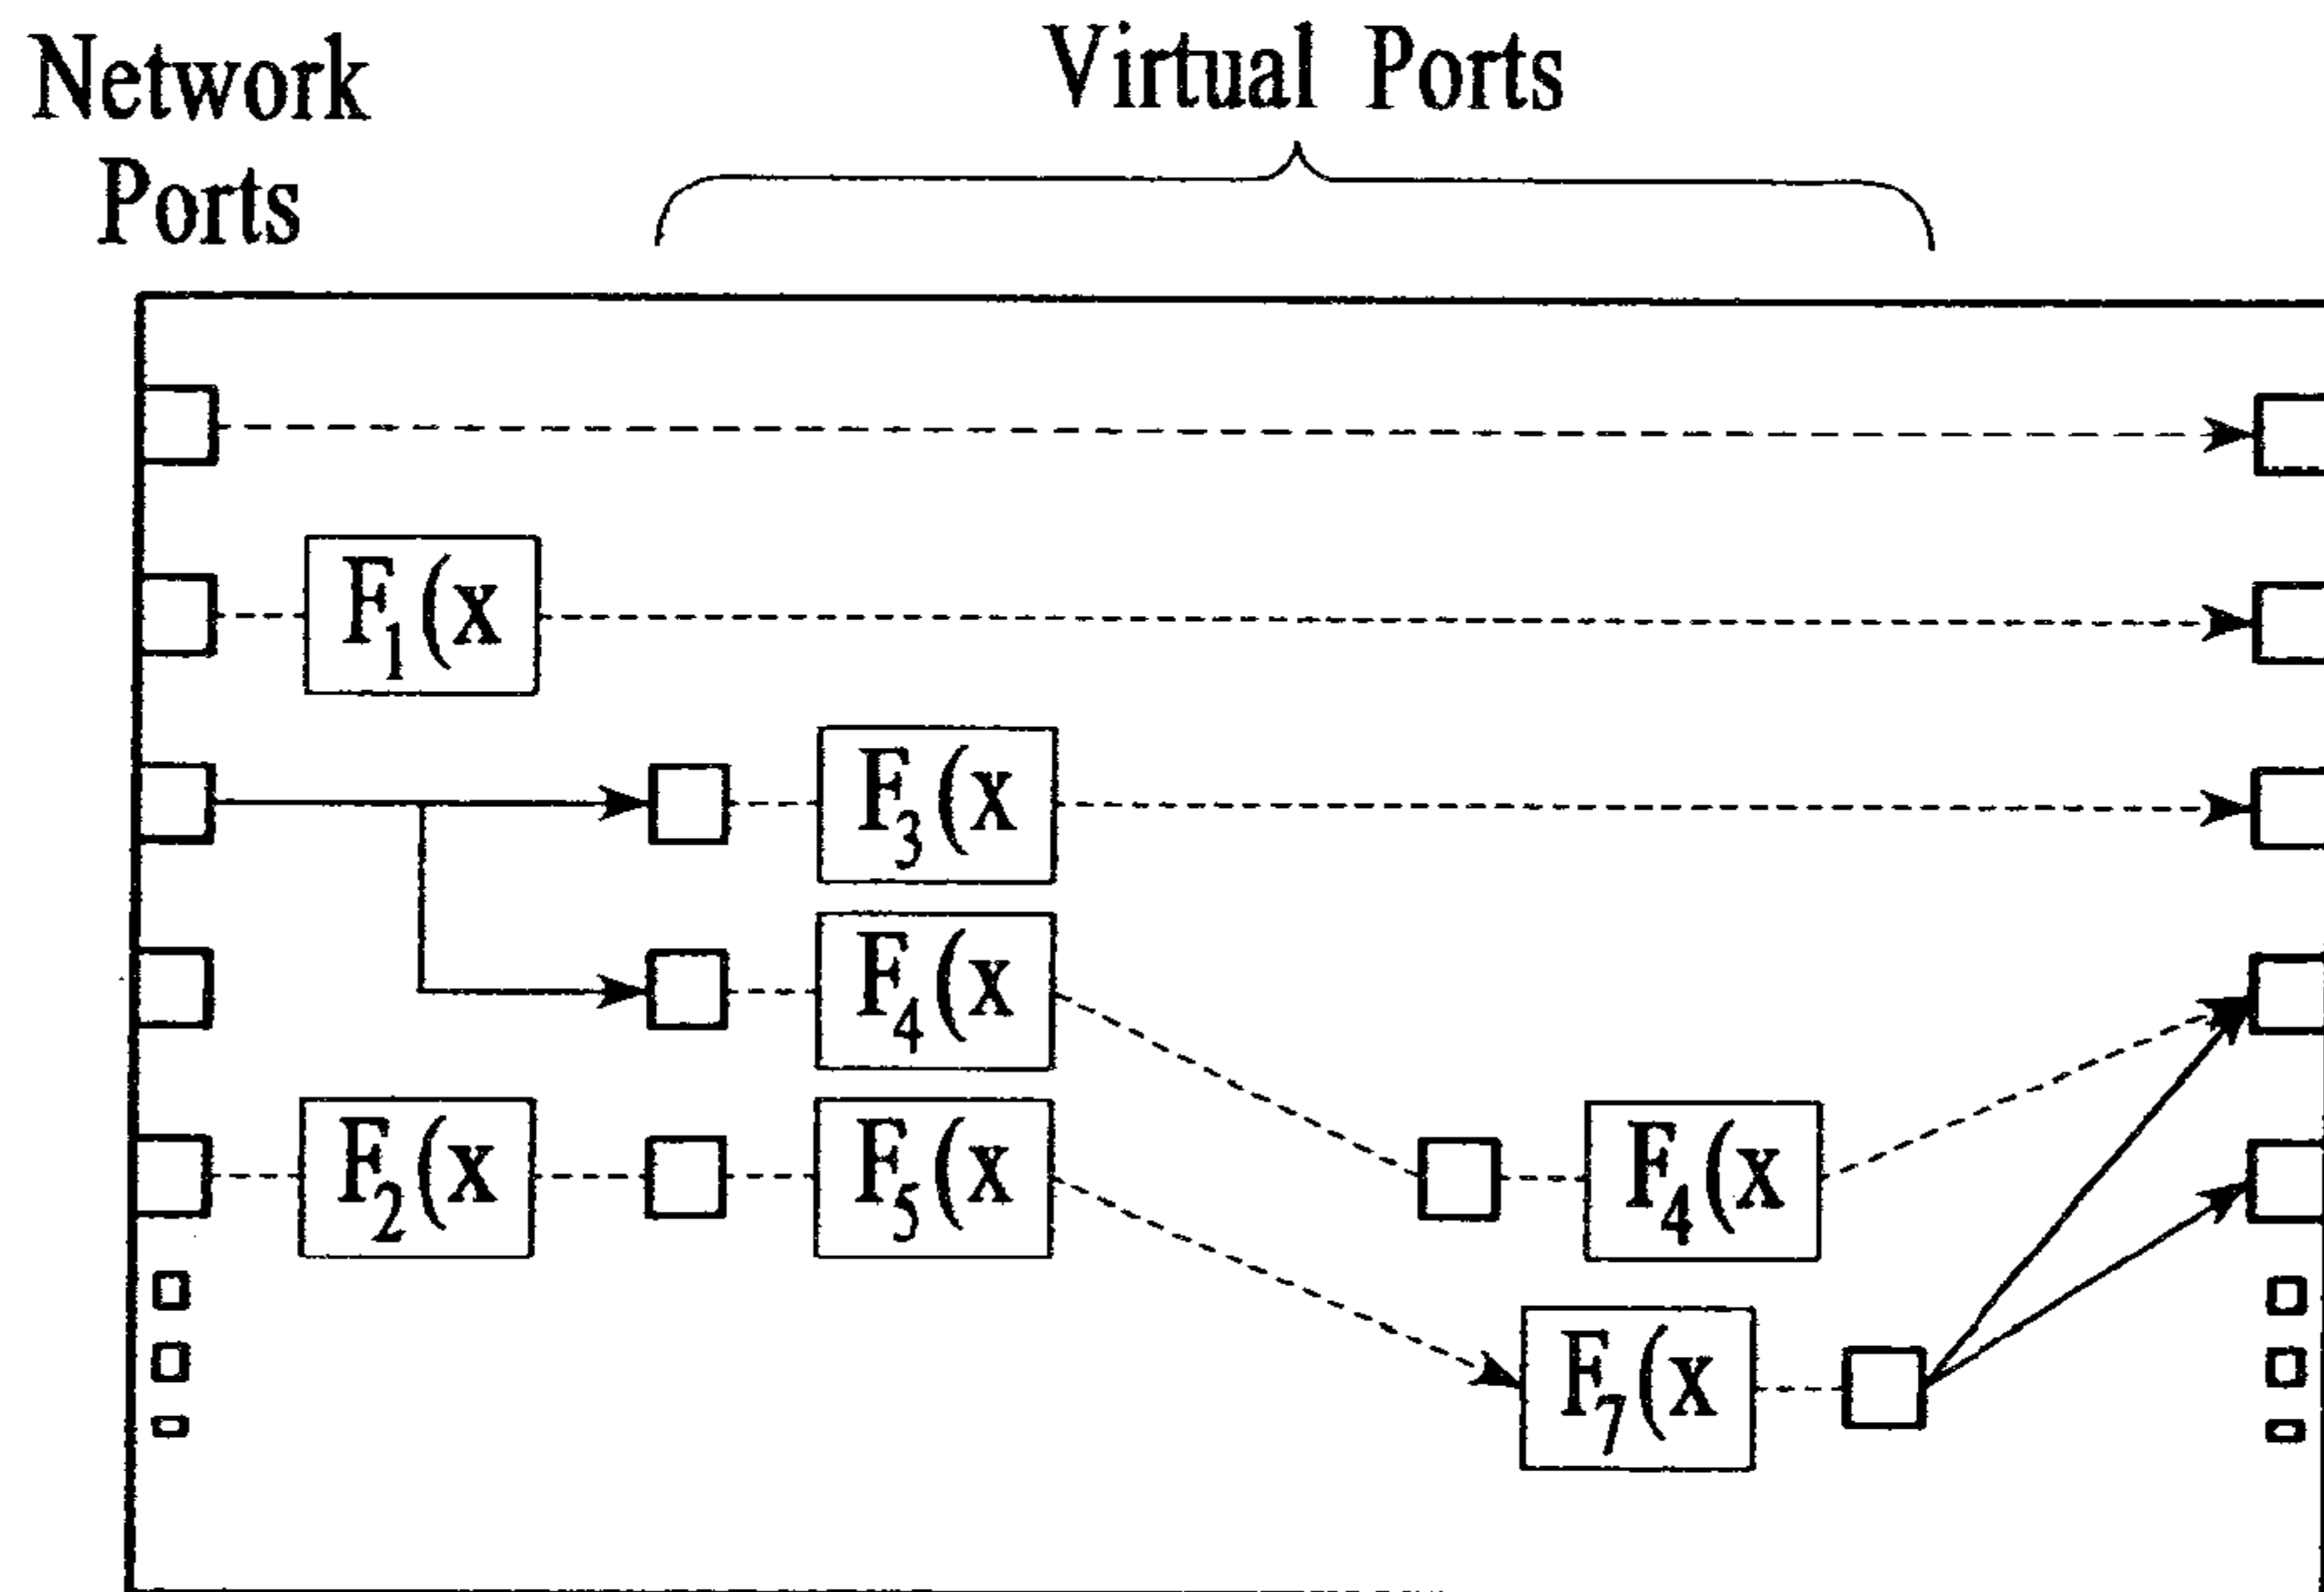 Network
Ports
Virtual Ports
F1(x
F3(x
F4(x
F2(x
F5(x
F4(x
F7(x